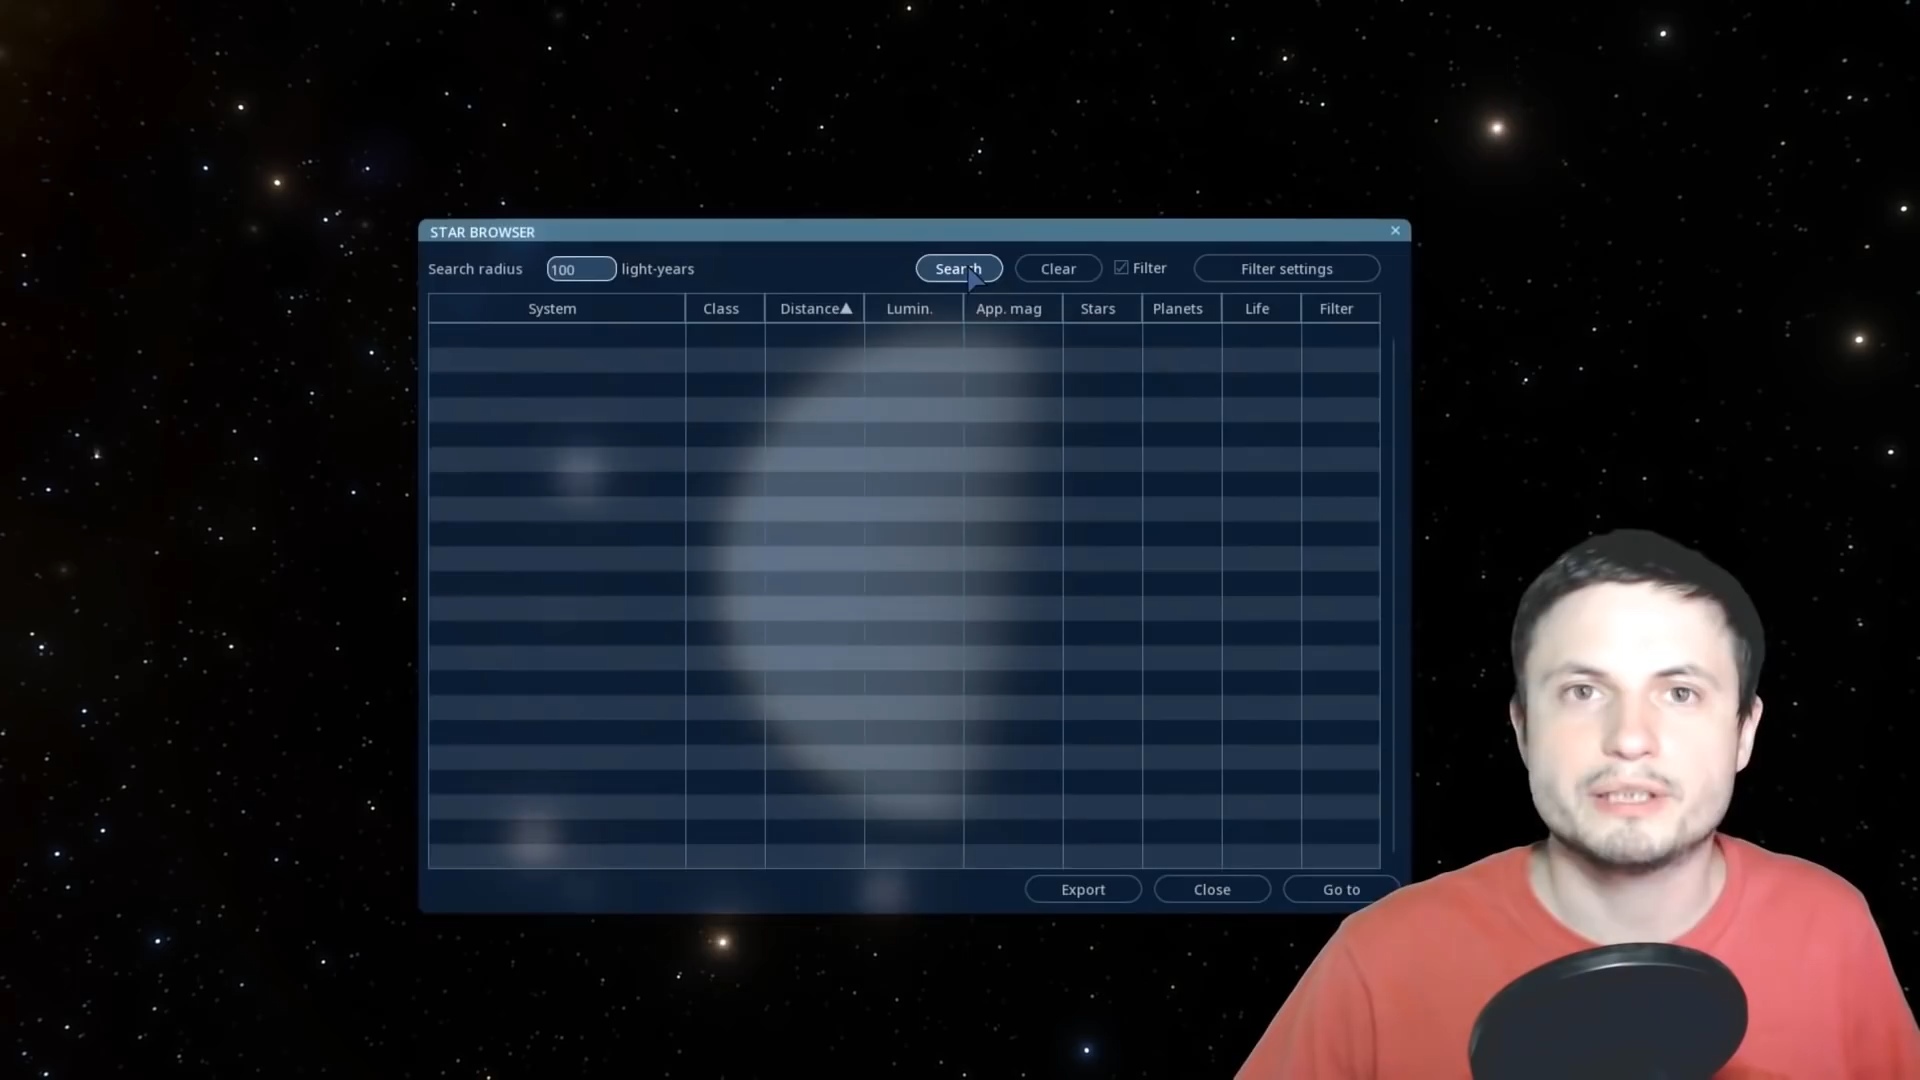 STAR BROWSER
Search radius 100 light-years Search Clear Filter Filter settings
System Class Distance▲ Lumin. App. mag Stars Planets Life Filter
Export Close Go to